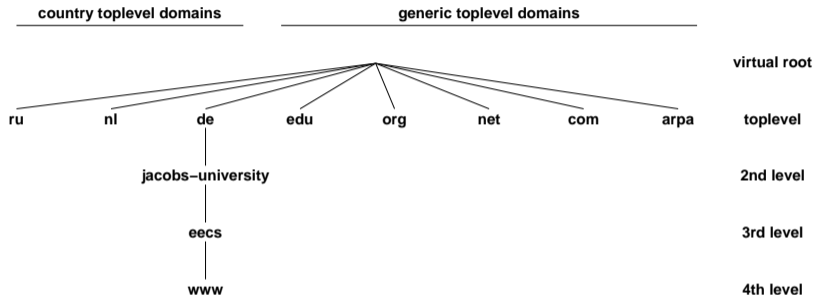 country toplevel domains generic toplevel domains
virtual root
ru nl de edu org net com arpa toplevel
jacobs−university 2nd level
eecs 3rd level
www 4th level